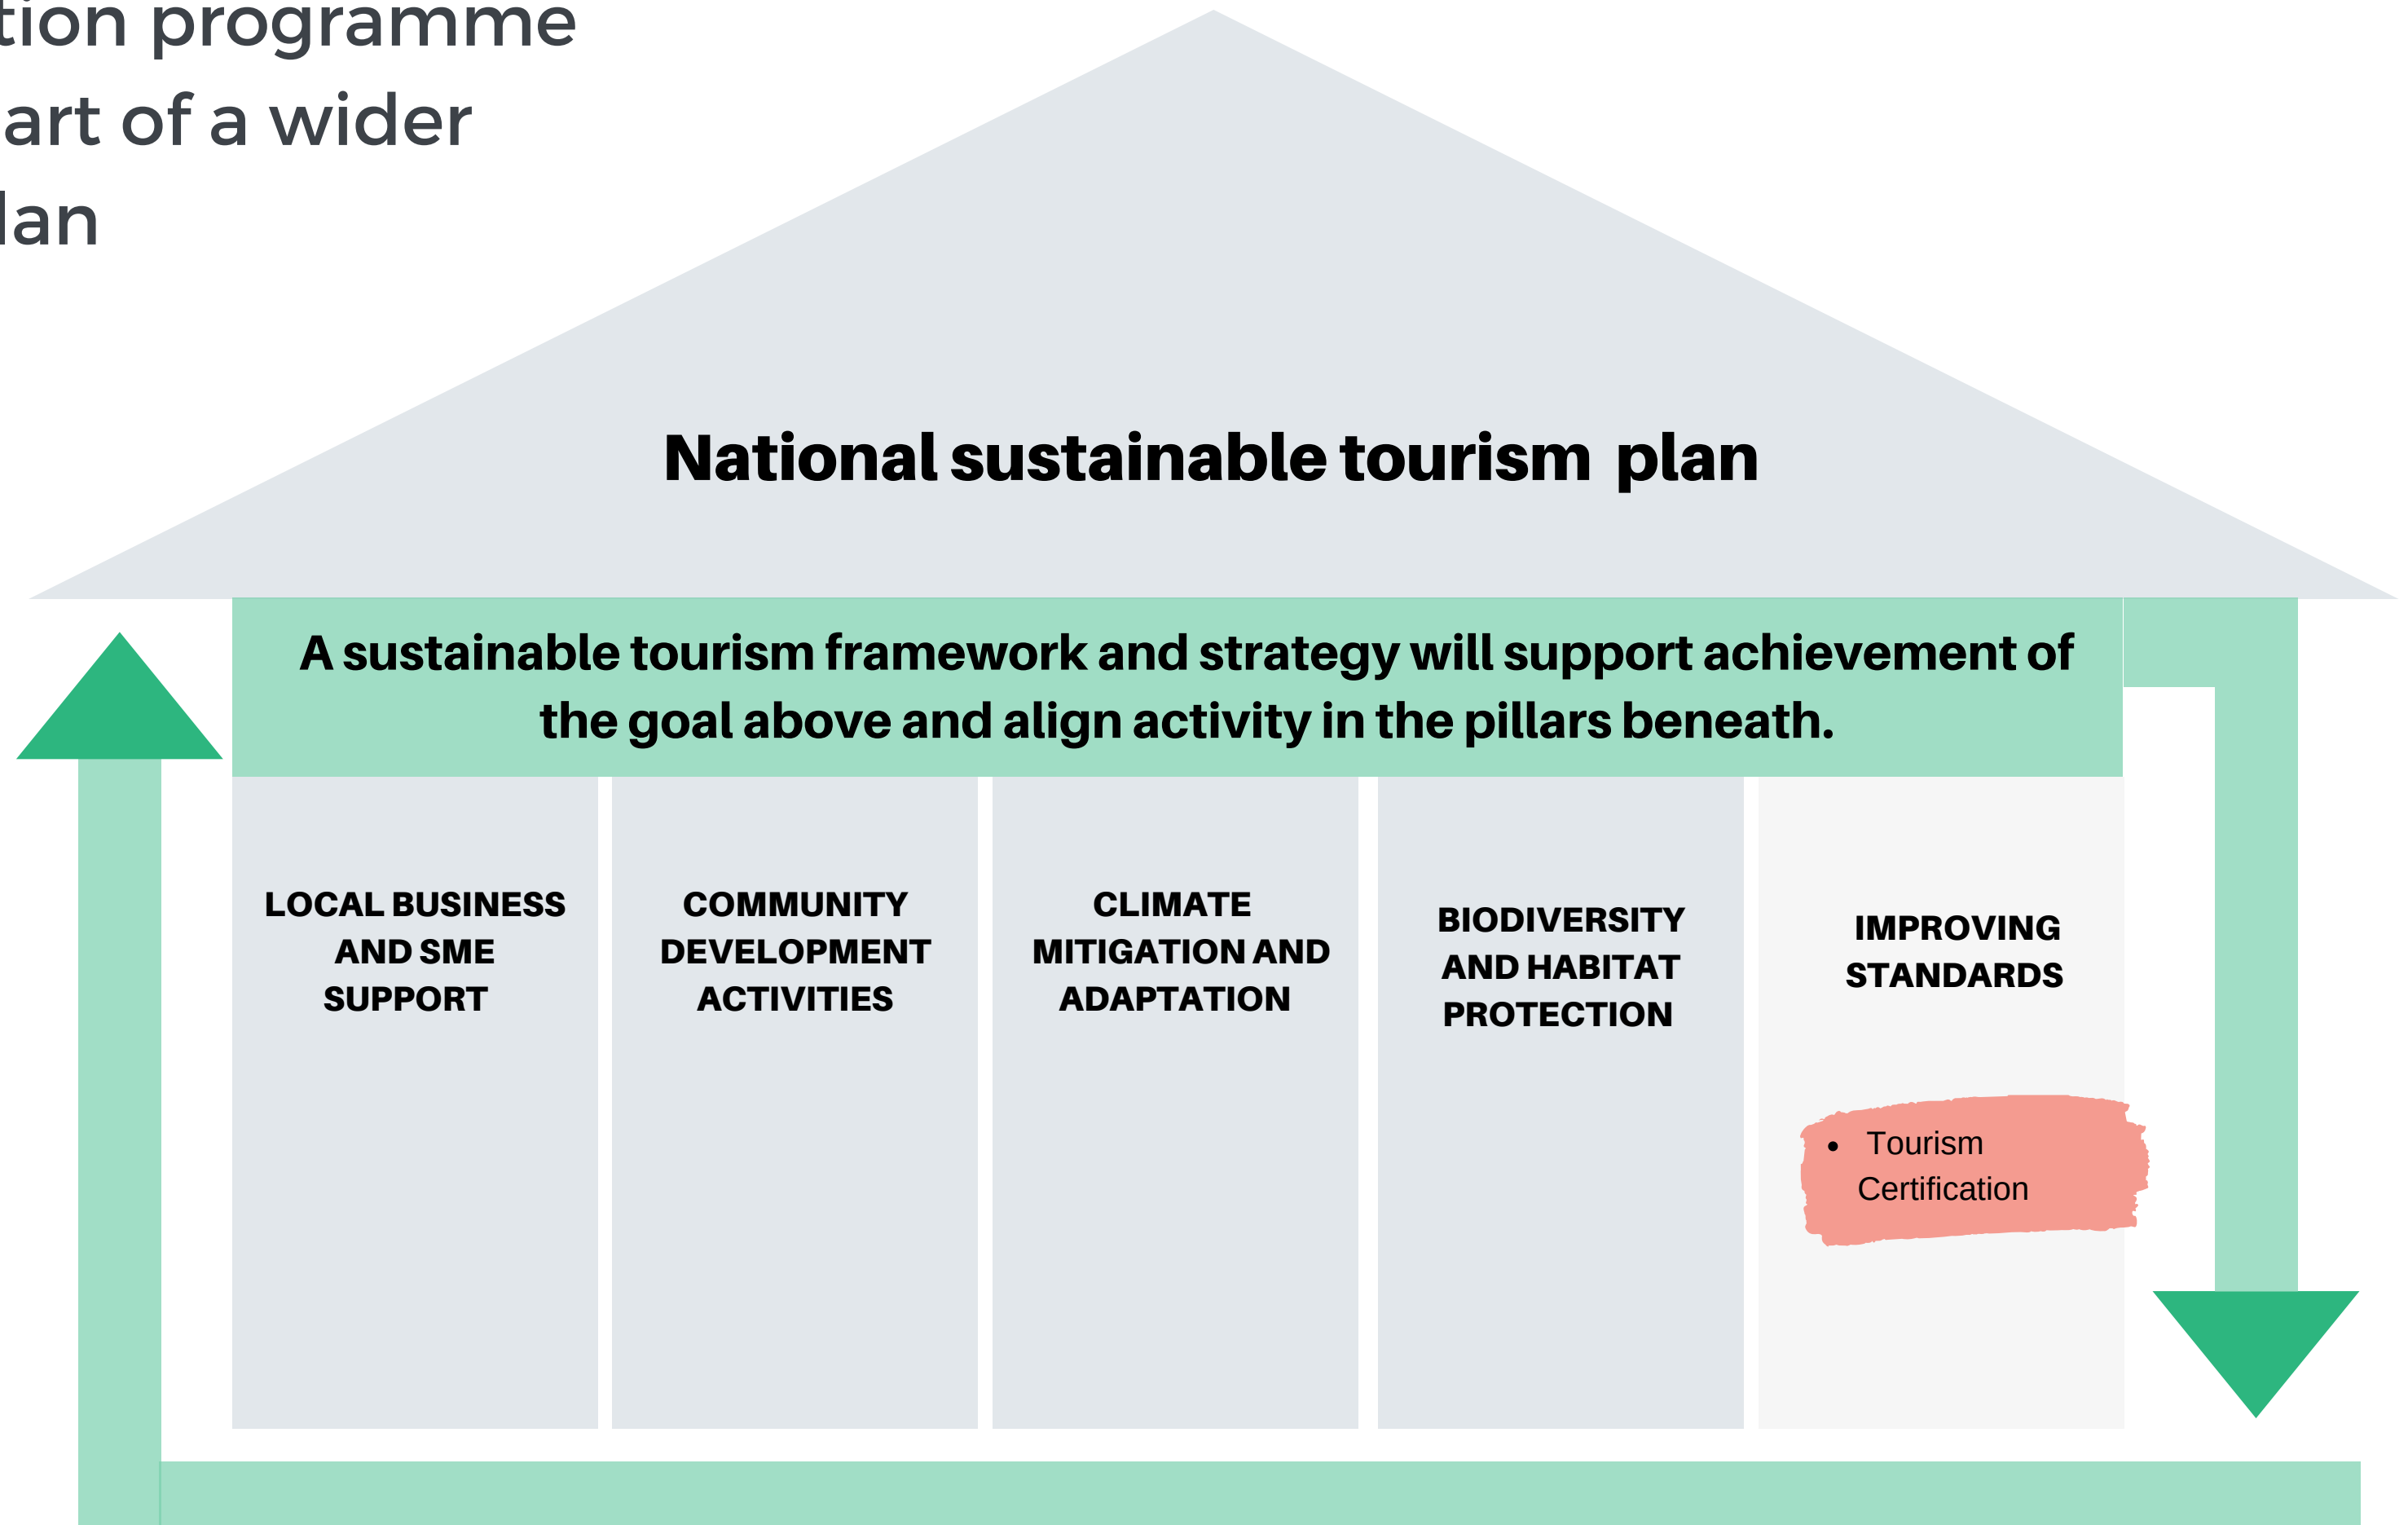 tion programme
art of a wider
lan
National sustainable tourism  plan
A sustainable tourism framework and strategy will support achievement of
the goal above and align activity in the pillars beneath.
LOCAL BUSINESS
AND SME
SUPPORT
COMMUNITY
DEVELOPMENT
ACTIVITIES
CLIMATE
MITIGATION AND
ADAPTATION
BIODIVERSITY
AND HABITAT
PROTECTION
IMPROVING
STANDARDS
• Tourism
Certification